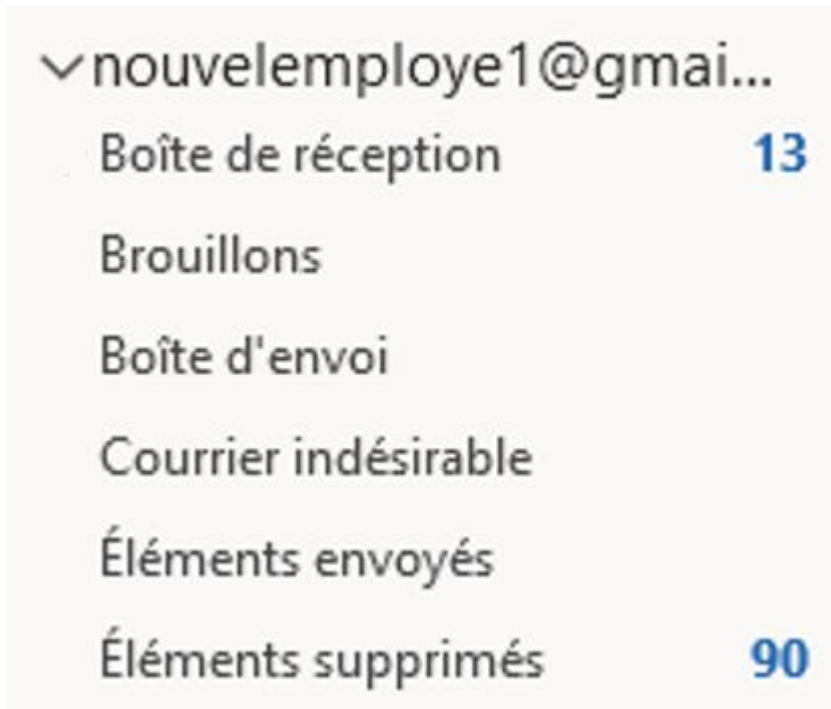 nouvelemploye1@gmai...
Boîte de réception 13
Brouillons
Boîte d'envoi
Courrier indésirable
Éléments envoyés
Éléments supprimés 90